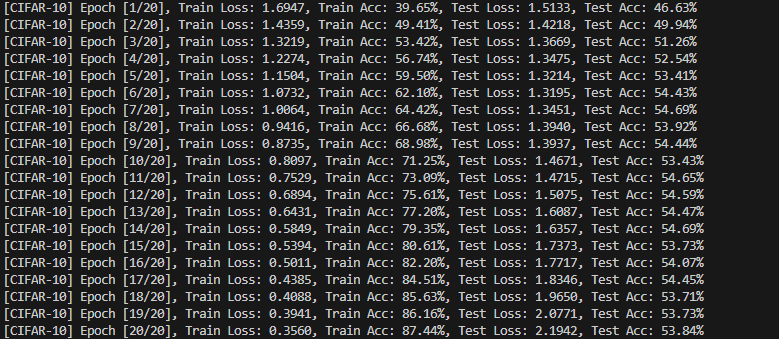 [CIFAR-10] Epoch [1/20], Train Loss: 1.6947, Train Acc: 39.65%, Test Loss: 1.5133, Test Acc: 46.63%
[CIFAR-10] Epoch [2/20], Train Loss: 1.4359, Train Acc: 49.41%, Test Loss: 1.4218, Test Acc: 49.94%
[CIFAR-10] Epoch [3/20], Train Loss: 1.3219, Train Acc: 53.42%, Test Loss: 1.3669, Test Acc: 51.26%
[CIFAR-10] Epoch [4/20], Train Loss: 1.2274, Train Acc: 56.74%, Test Loss: 1.3475, Test Acc: 52.54%
[CIFAR-10] Epoch [5/20], Train Loss: 1.1504, Train Acc: 59.50%, Test Loss: 1.3214, Test Acc: 53.41%
[CIFAR-10] Epoch [6/20], Train Loss: 1.0732, Train Acc: 62.10%, Test Loss: 1.3195, Test Acc: 54.43%
[CIFAR-10] Epoch [7/20], Train Loss: 1.0064, Train Acc: 64.42%, Test Loss: 1.3451, Test Acc: 54.69%
[CIFAR-10] Epoch [8/20], Train Loss: 0.9416, Train Acc: 66.68%, Test Loss: 1.3940, Test Acc: 53.92%
[CIFAR-10] Epoch [9/20], Train Loss: 0.8735, Train Acc: 68.98%, Test Loss: 1.3937, Test Acc: 54.44%
[CIFAR-10] Epoch [10/20], Train Loss: 0.8097, Train Acc: 71.25%, Test Loss: 1.4671, Test Acc: 53.43%
[CIFAR-10] Epoch [11/20], Train Loss: 0.7529, Train Acc: 73.09%, Test Loss: 1.4715, Test Acc: 54.65%
[CIFAR-10] Epoch [12/20], Train Loss: 0.6894, Train Acc: 75.61%, Test Loss: 1.5075, Test Acc: 54.59%
[CIFAR-10] Epoch [13/20], Train Loss: 0.6431, Train Acc: 77.20%, Test Loss: 1.6087, Test Acc: 54.47%
[CIFAR-10] Epoch [14/20], Train Loss: 0.5849, Train Acc: 79.35%, Test Loss: 1.6357, Test Acc: 54.69%
[CIFAR-10] Epoch [15/20], Train Loss: 0.5394, Train Acc: 80.61%, Test Loss: 1.7373, Test Acc: 53.73%
[CIFAR-10] Epoch [16/20], Train Loss: 0.5011, Train Acc: 82.20%, Test Loss: 1.7717, Test Acc: 54.07%
[CIFAR-10] Epoch [17/20], Train Loss: 0.4385, Train Acc: 84.51%, Test Loss: 1.8346, Test Acc: 54.45%
[CIFAR-10] Epoch [18/20], Train Loss: 0.4088, Train Acc: 85.63%, Test Loss: 1.9650, Test Acc: 53.71%
[CIFAR-10] Epoch [19/20], Train Loss: 0.3941, Train Acc: 86.16%, Test Loss: 2.0771, Test Acc: 53.73%
[CIFAR-10] Epoch [20/20], Train Loss: 0.3560, Train Acc: 87.44%, Test Loss: 2.1942, Test Acc: 53.84%